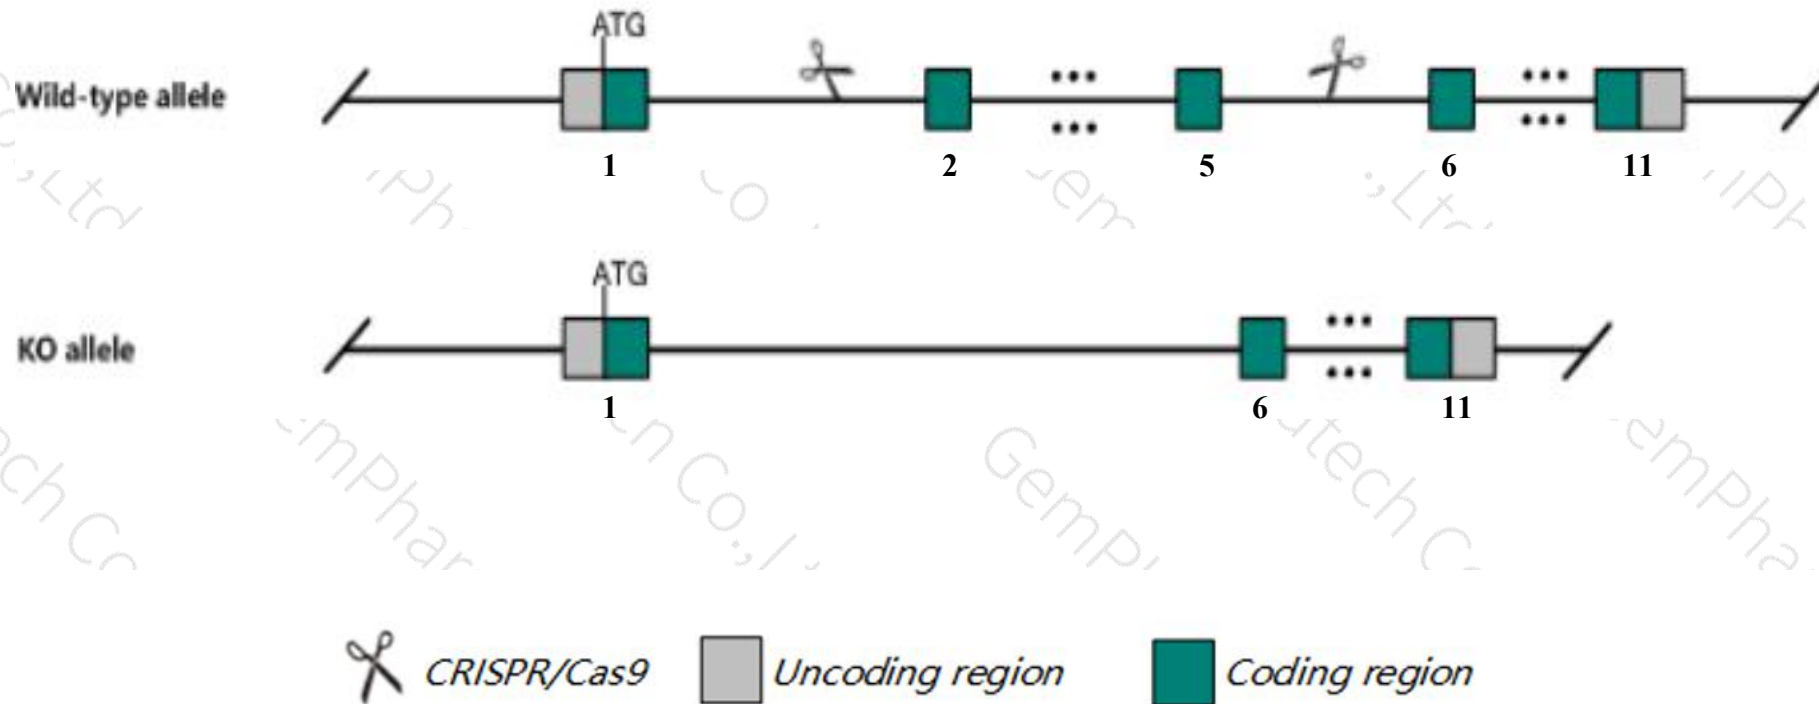 ATG
Wild-type allele
1 2 5 6 11
ATG
KO allele
1 6 11
GemPh
CRISPR/Cas9 Uncoding region Coding region